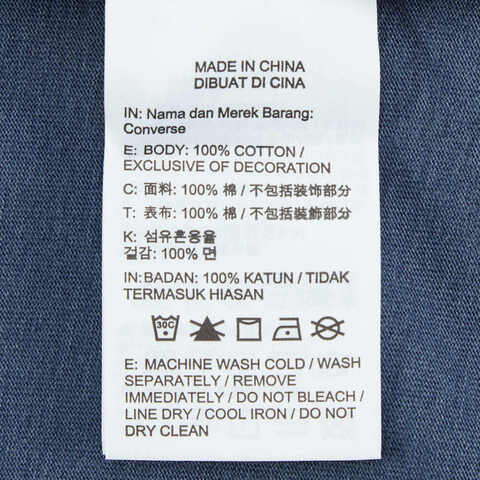 MADE IN CHINA
DIBUAT DI CINA
IN: Nama dan Merek Barang:
Converse
E: BODY: 100% COTTON /
EXCLUSIVE OF DECORATION
C: 面料: 100% 棉 / 不包括装饰部分
T: 表布: 100% 棉 / 不包括裝飾部分
K: 섬유혼용율
겉감: 100% 면
IN: BADAN: 100% KATUN / TIDAK
TERMASUK HIASAN
30C
E: MACHINE WASH COLD / WASH
SEPARATELY / REMOVE
IMMEDIATELY / DO NOT BLEACH /
LINE DRY / COOL IRON / DO NOT
DRY CLEAN